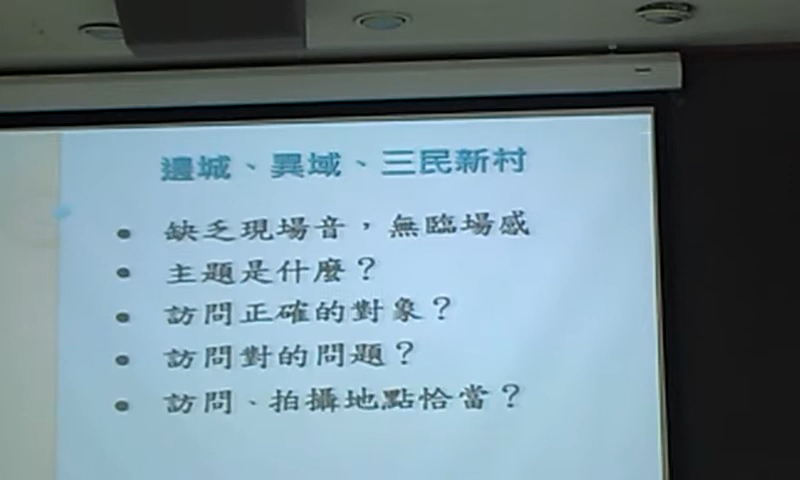 邊城、異域、三民新村
• 缺乏現場音，無臨場感
• 主題是什麼？
• 訪問正確的對象？
• 訪問對的問題？
• 訪問、拍攝地點恰當？